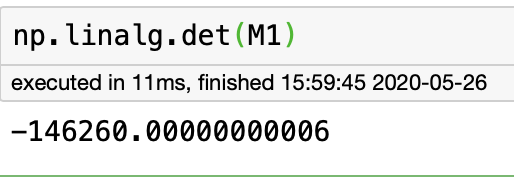 np.linalg.det(M1)
executed in 11ms, finished 15:59:45 2020-05-26
-146260.00000000006